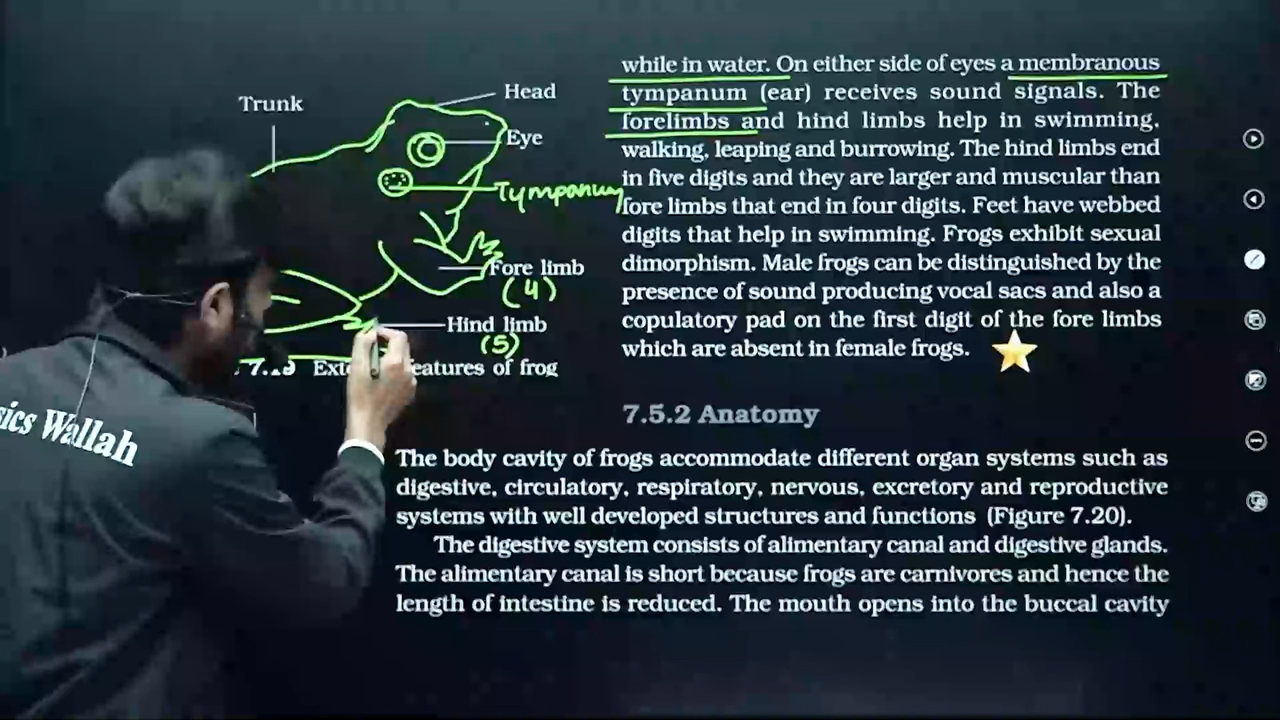 Trunk
Head
Eye
Tympanum
Fore limb
(4)
Hind limb
(5)
features of frog
sics Wallah
while in water. On either side of eyes a membranous
tympanum (ear) receives sound signals. The
forelimbs and hind limbs help in swimming,
walking, leaping and burrowing. The hind limbs end
in five digits and they are larger and muscular than
fore limbs that end in four digits. Feet have webbed
digits that help in swimming. Frogs exhibit sexual
dimorphism. Male frogs can be distinguished by the
presence of sound producing vocal sacs and also a
copulatory pad on the first digit of the fore limbs
which are absent in female frogs.
7.5.2 Anatomy
The body cavity of frogs accommodate different organ systems such as
digestive, circulatory, respiratory, nervous, excretory and reproductive
systems with well developed structures and functions (Figure 7.20).
The digestive system consists of alimentary canal and digestive glands.
The alimentary canal is short because frogs are carnivores and hence the
length of intestine is reduced. The mouth opens into the buccal cavity